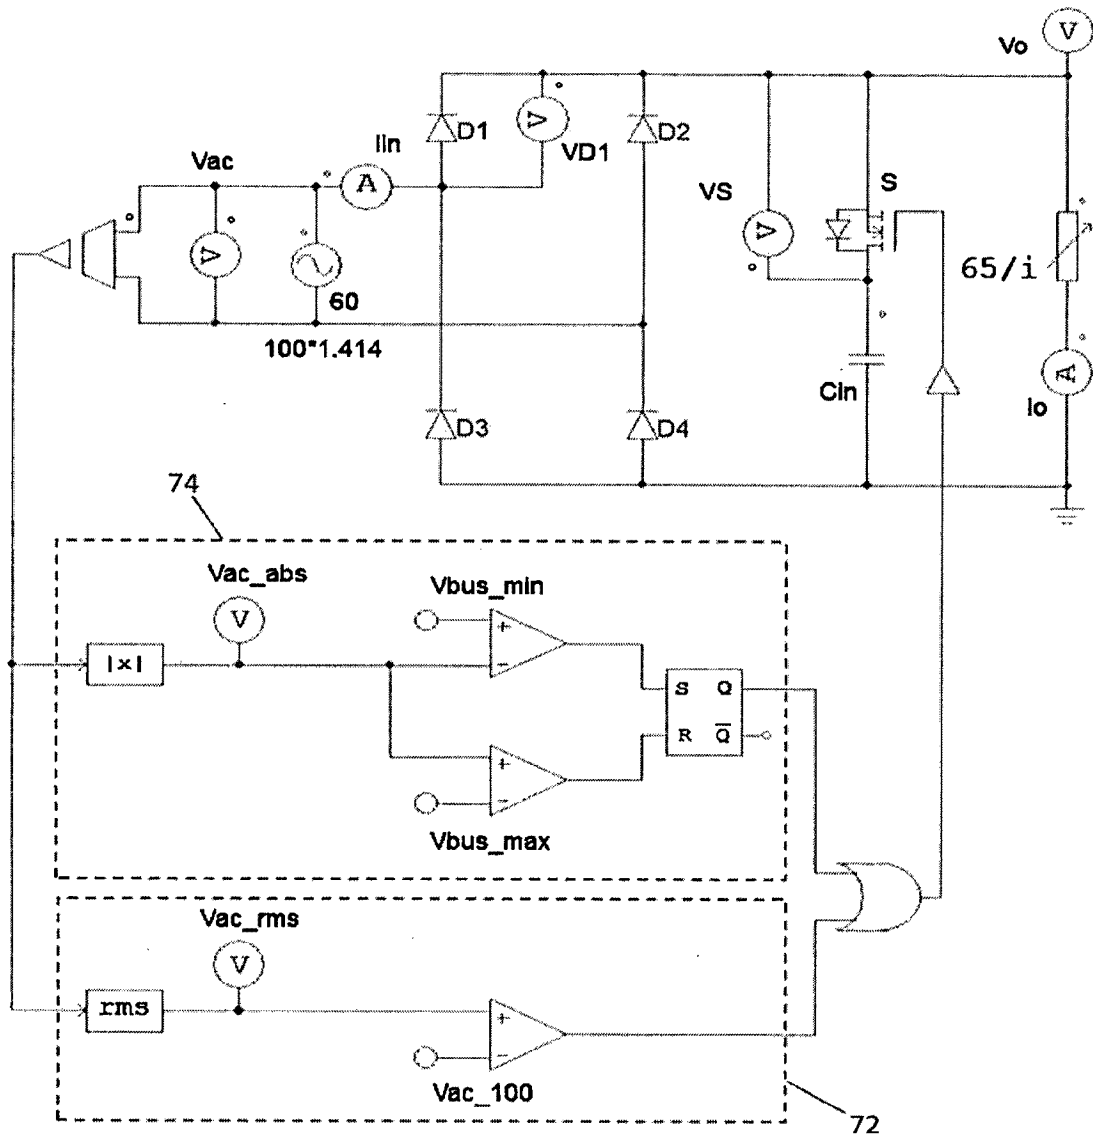 V
Vo
D1
V
VD1
D2
Iin
A
Vac
V
60
100*1.414
VS
V
S
65/i
Cin
A
Io
D3
D4
74
Vac_abs
V
Vbus_min
|x|
+
-
S Q
R Q̅
+
-
Vbus_max
Vac_rms
V
rms
+
-
Vac_100
72